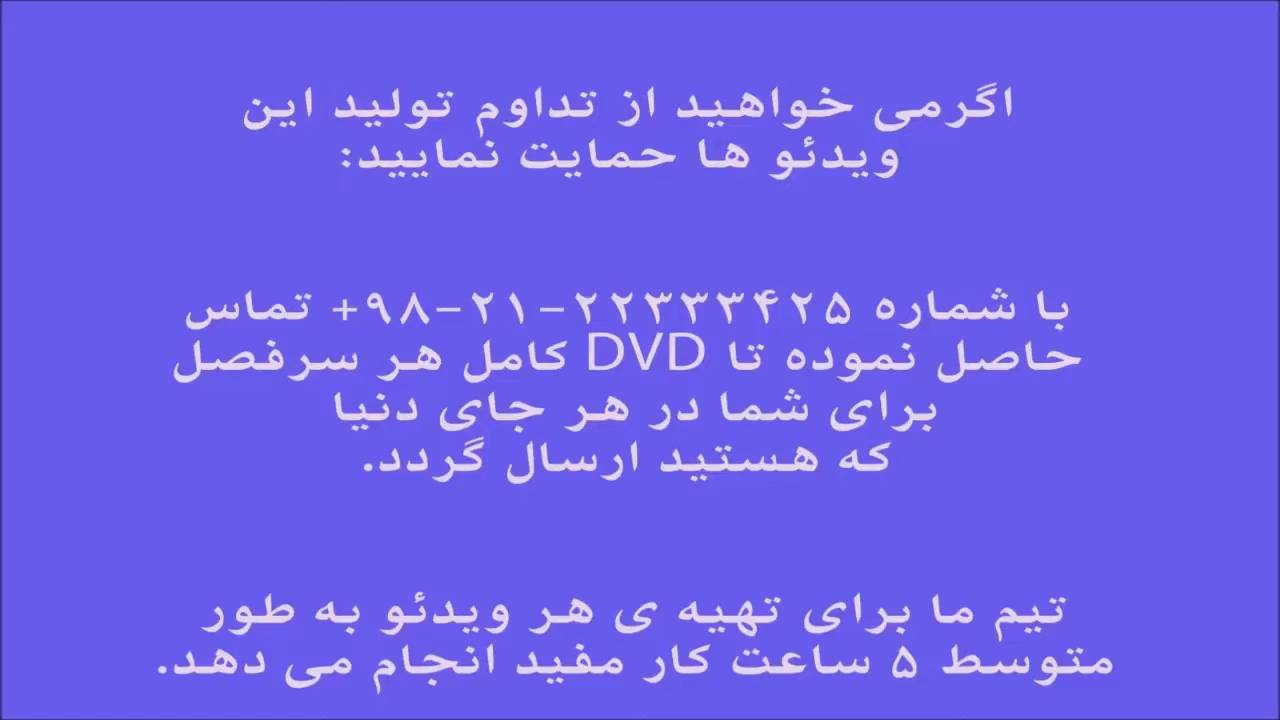 اگرمی خواهید از تداوم تولید این
ویدئو ها حمایت نمایید:
با شماره ۲۲۳۳۳۴۲۵-۲۱-۹۸+ تماس
حاصل نموده تا DVD کامل هر سرفصل
برای شما در هر جای دنیا
که هستید ارسال گردد.
تیم ما برای تهیه ی هر ویدئو به طور
متوسط ۵ ساعت کار مفید انجام می دهد.